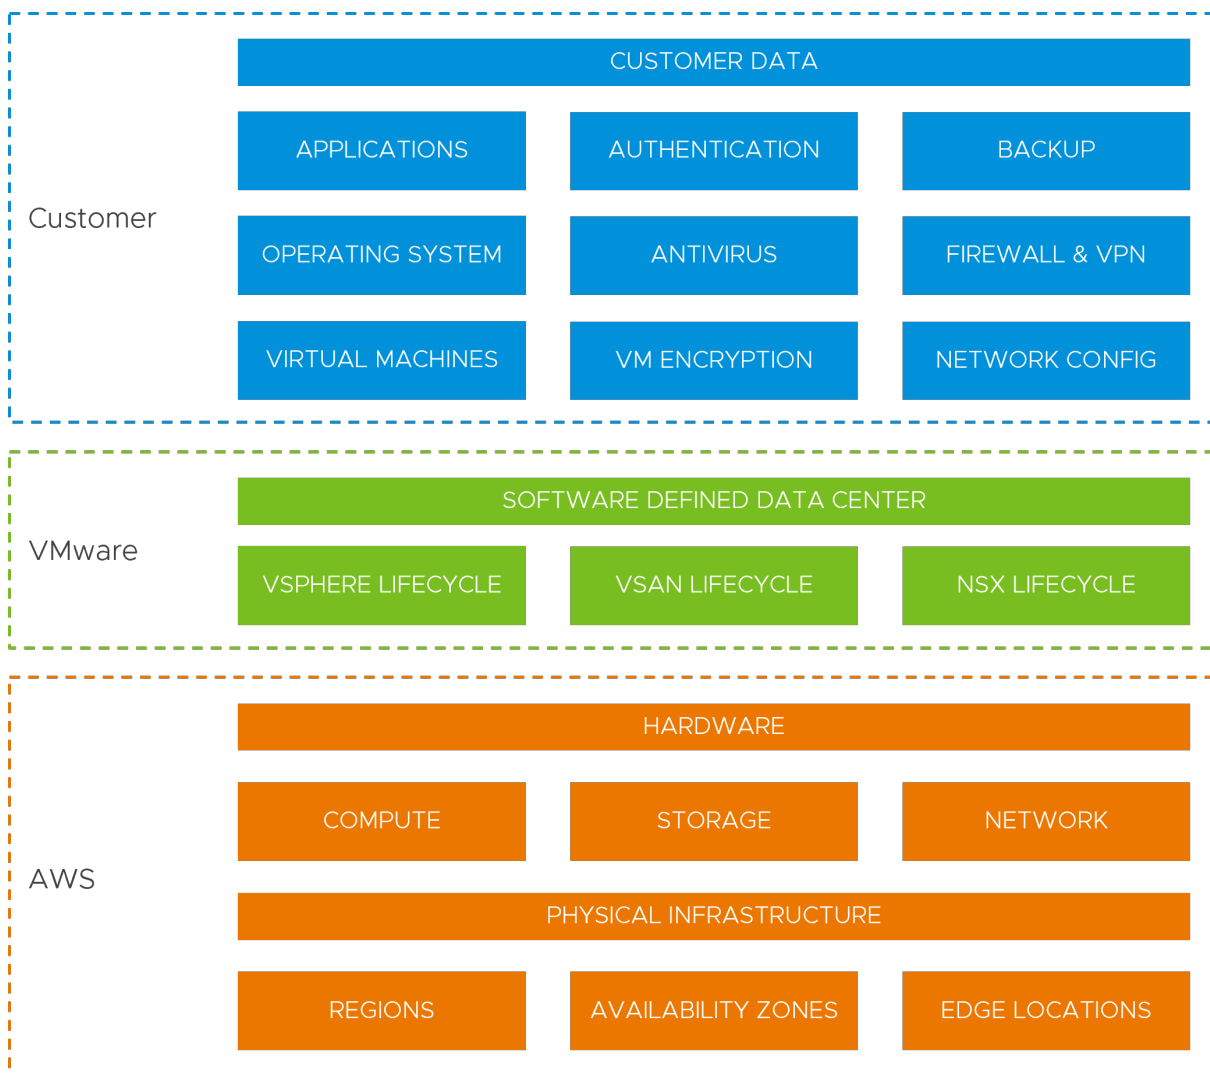 CUSTOMER DATA
APPLICATIONS
AUTHENTICATION
BACKUP
Customer
OPERATING SYSTEM
ANTIVIRUS
FIREWALL & VPN
VIRTUAL MACHINES
VM ENCRYPTION
NETWORK CONFIG
SOFTWARE DEFINED DATA CENTER
VMware
VSPHERE LIFECYCLE
VSAN LIFECYCLE
NSX LIFECYCLE
HARDWARE
COMPUTE
STORAGE
NETWORK
AWS
PHYSICAL INFRASTRUCTURE
REGIONS
AVAILABILITY ZONES
EDGE LOCATIONS